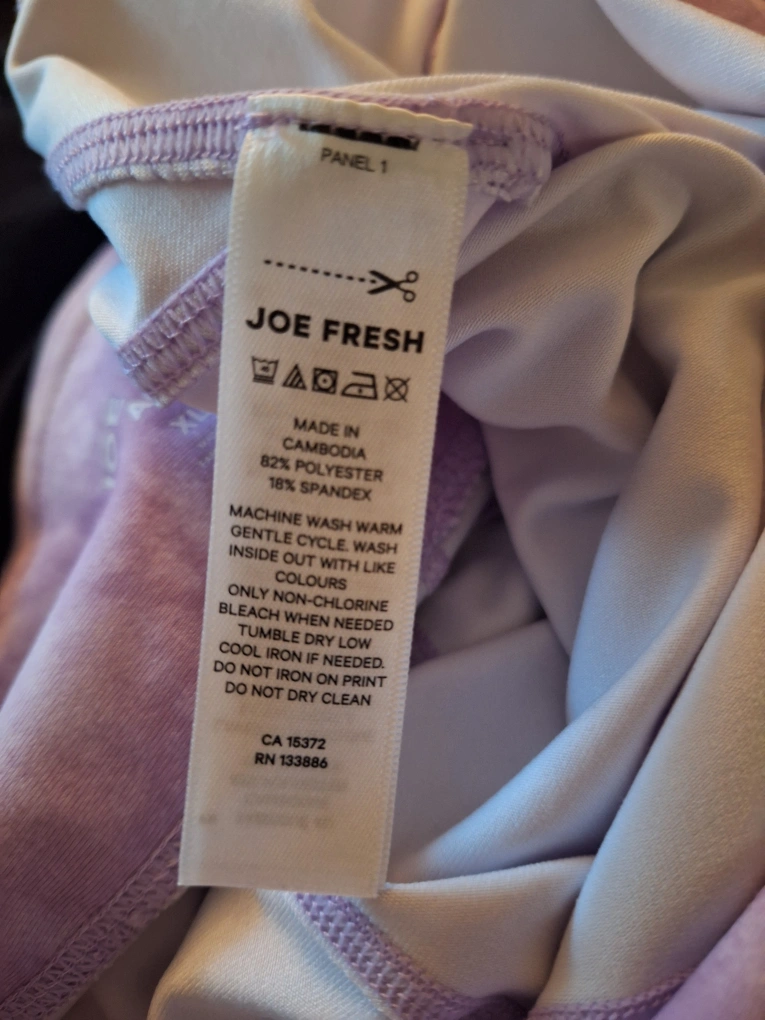 PANEL 1
JOE FRESH
MADE IN
CAMBODIA
82% POLYESTER
18% SPANDEX
MACHINE WASH WARM
GENTLE CYCLE. WASH
INSIDE OUT WITH LIKE
COLOURS
ONLY NON-CHLORINE
BLEACH WHEN NEEDED
TUMBLE DRY LOW
COOL IRON IF NEEDED.
DO NOT IRON ON PRINT
DO NOT DRY CLEAN
CA 15372
RN 133886
JOE
XL